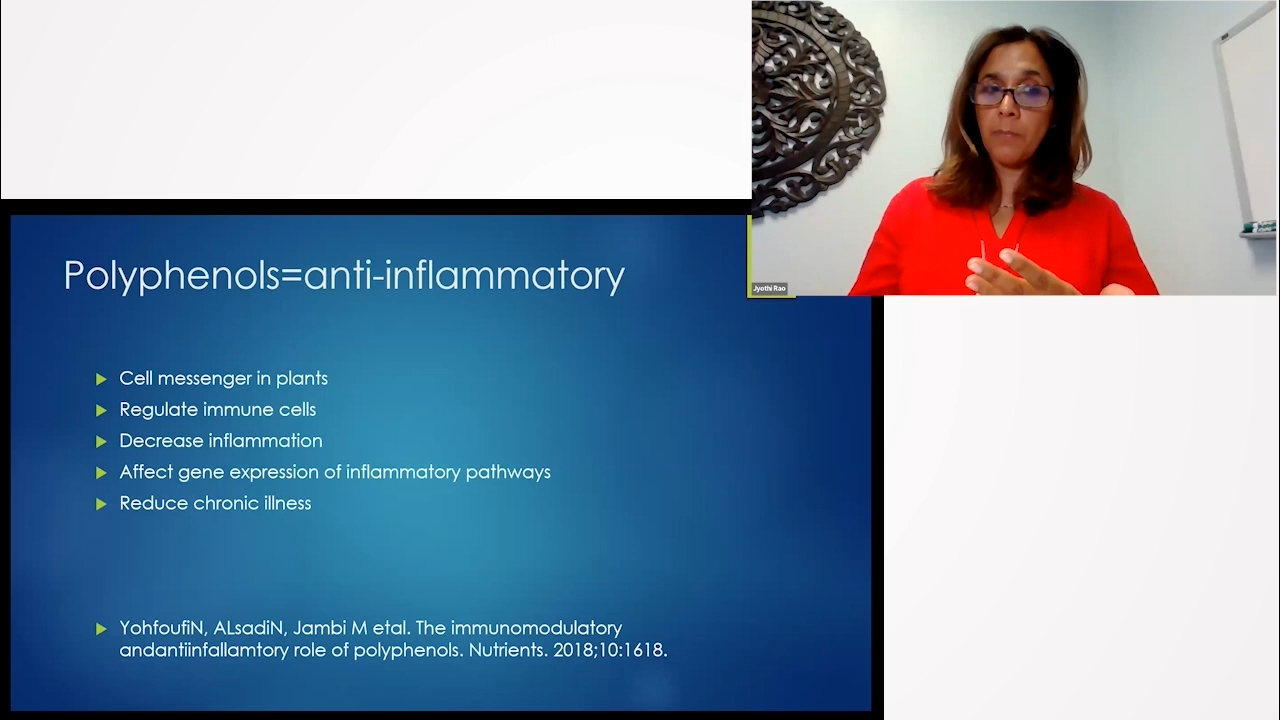 Jyothi Rao
Polyphenols=anti-inflammatory
Cell messenger in plants
Regulate immune cells
Decrease inflammation
Affect gene expression of inflammatory pathways
Reduce chronic illness
YohfoufiN, ALsadiN, Jambi M etal. The immunomodulatory
andantiinfallamtory role of polyphenols. Nutrients. 2018;10:1618.